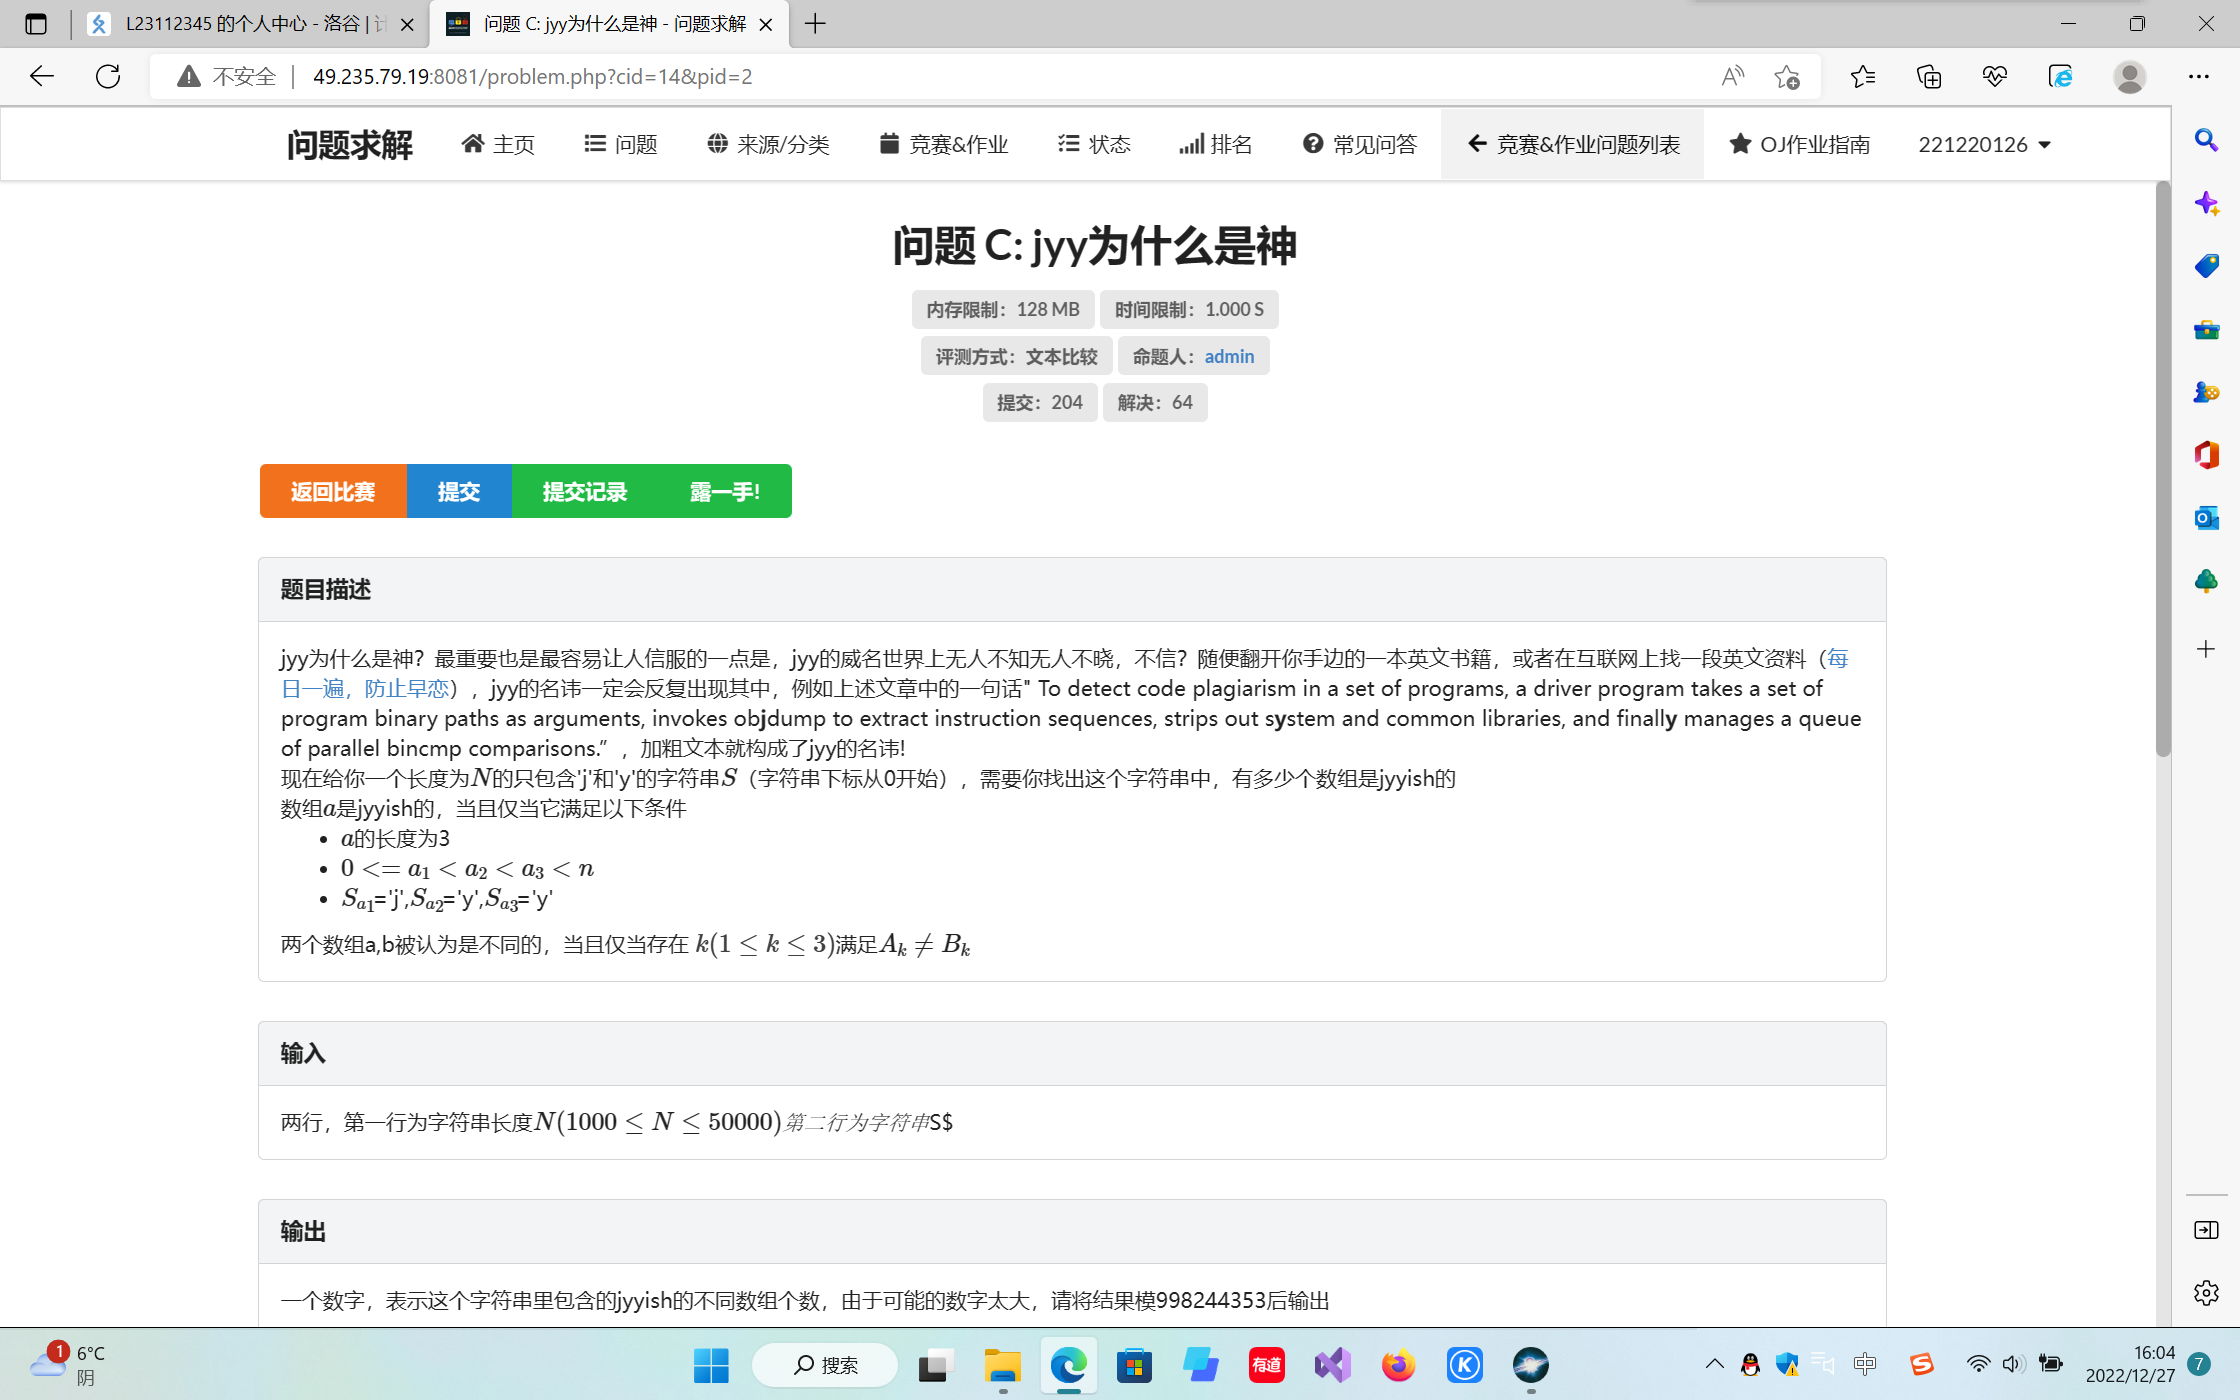 L23112345 的个人中心 - 洛谷 | 计
问题 C: jyy为什么是神 - 问题求解
不安全 49.235.79.19:8081/problem.php?cid=14&pid=2
问题求解 主页 问题 来源/分类 竞赛&作业 状态 排名 常见问答 竞赛&作业问题列表 OJ作业指南 221220126
问题 C: jyy为什么是神
内存限制：128 MB 时间限制：1.000 S
评测方式：文本比较 命题人：admin
提交：204 解决：64
返回比赛 提交 提交记录 露一手!
题目描述
jyy为什么是神？最重要也是最容易让人信服的一点是，jyy的威名世界上无人不知无人不晓，不信？随便翻开你手边的一本英文书籍，或者在互联网上找一段英文资料（每
日一遍，防止早恋），jyy的名讳一定会反复出现其中，例如上述文章中的一句话" To detect code plagiarism in a set of programs, a driver program takes a set of
program binary paths as arguments, invokes objdump to extract instruction sequences, strips out system and common libraries, and finally manages a queue
of parallel bincmp comparisons.”，加粗文本就构成了jyy的名讳!
现在给你一个长度为N的只包含'j'和'y'的字符串S（字符串下标从0开始），需要你找出这个字符串中，有多少个数组是jyyish的
数组a是jyyish的，当且仅当它满足以下条件
• a的长度为3
• 0 <= a₁ < a₂ < a₃ < n
• Sₐ₁='j',Sₐ₂='y',Sₐ₃='y'
两个数组a,b被认为是不同的，当且仅当存在 k(1 ≤ k ≤ 3)满足Aₖ ≠ Bₖ
输入
两行，第一行为字符串长度N(1000 ≤ N ≤ 50000)第二行为字符串S$
输出
一个数字，表示这个字符串里包含的jyyish的不同数组个数，由于可能的数字太大，请将结果模998244353后输出
1
6°C
阴
搜索
有道
中
16:04
2022/12/27
7